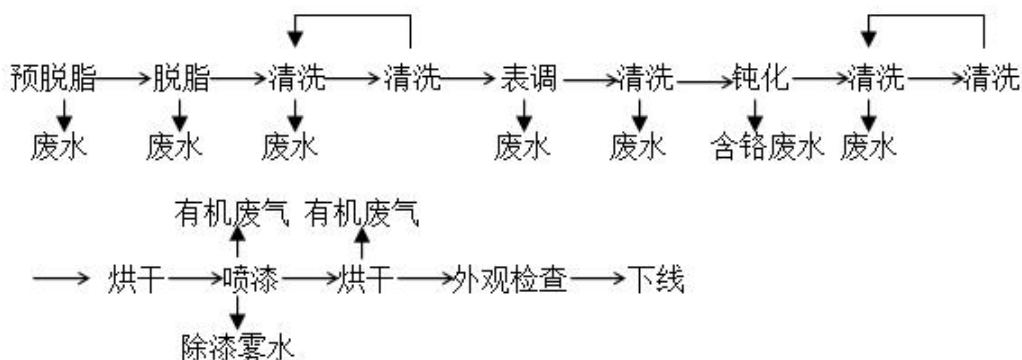 预脱脂 脱脂 清洗 清洗 表调 清洗 钝化 清洗 清洗
废水 废水 废水 废水 废水 含铬废水 废水
有机废气 有机废气
烘干 喷漆 烘干 外观检查 下线
除漆雾水